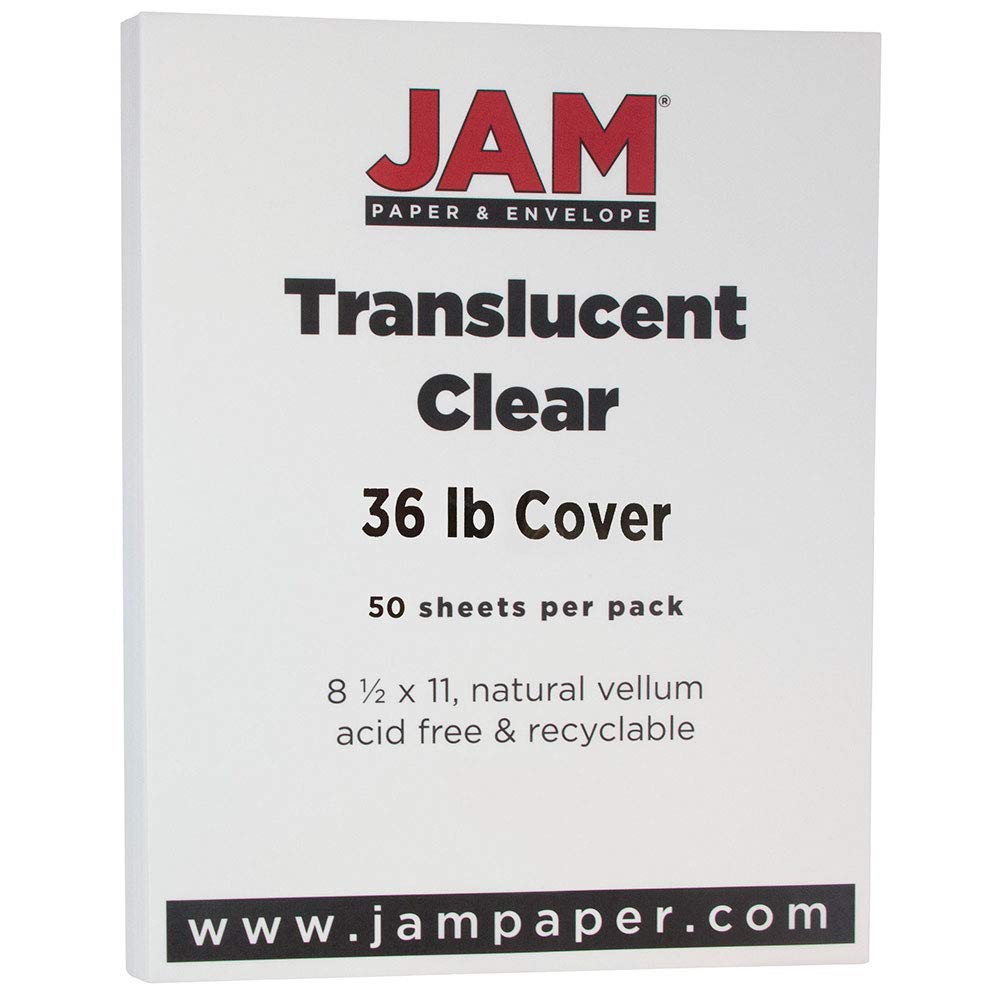 JAM®
PAPER & ENVELOPE
Translucent
Clear
36 lb Cover
50 sheets per pack
8 ½ x 11, natural vellum
acid free & recyclable
www.jampaper.com